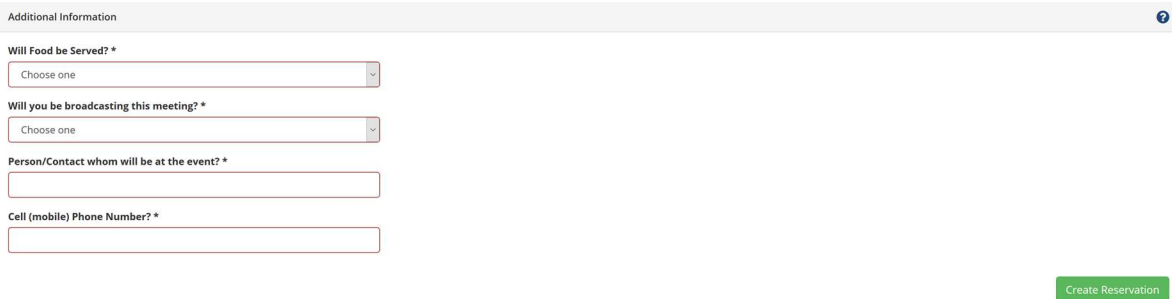 Additional Information
?
Will Food be Served? *
Choose one
Will you be broadcasting this meeting? *
Choose one
Person/Contact whom will be at the event? *
Cell (mobile) Phone Number? *
Create Reservation